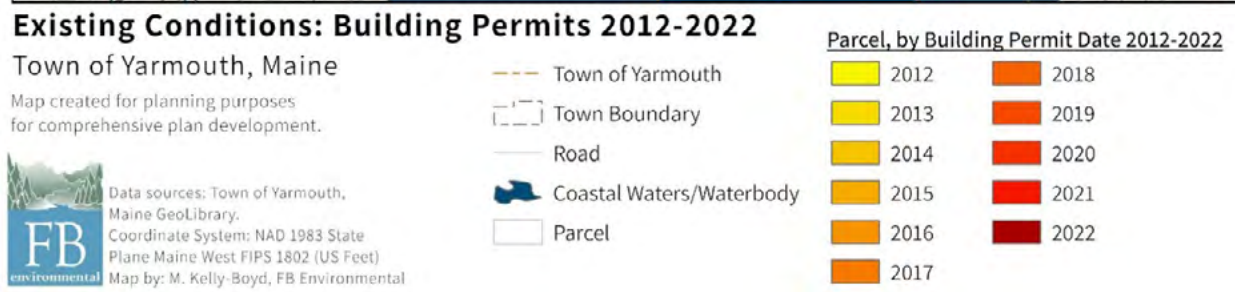 Existing Conditions: Building Permits 2012-2022
Town of Yarmouth, Maine
Map created for planning purposes
for comprehensive plan development.
FB
environmental
Data sources: Town of Yarmouth,
Maine GeoLibrary.
Coordinate System: NAD 1983 State
Plane Maine West FIPS 1802 (US Feet)
Map by: M. Kelly-Boyd, FB Environmental
Town of Yarmouth
Town Boundary
Road
Coastal Waters/Waterbody
Parcel
Parcel, by Building Permit Date 2012-2022
2012
2013
2014
2015
2016
2017
2018
2019
2020
2021
2022